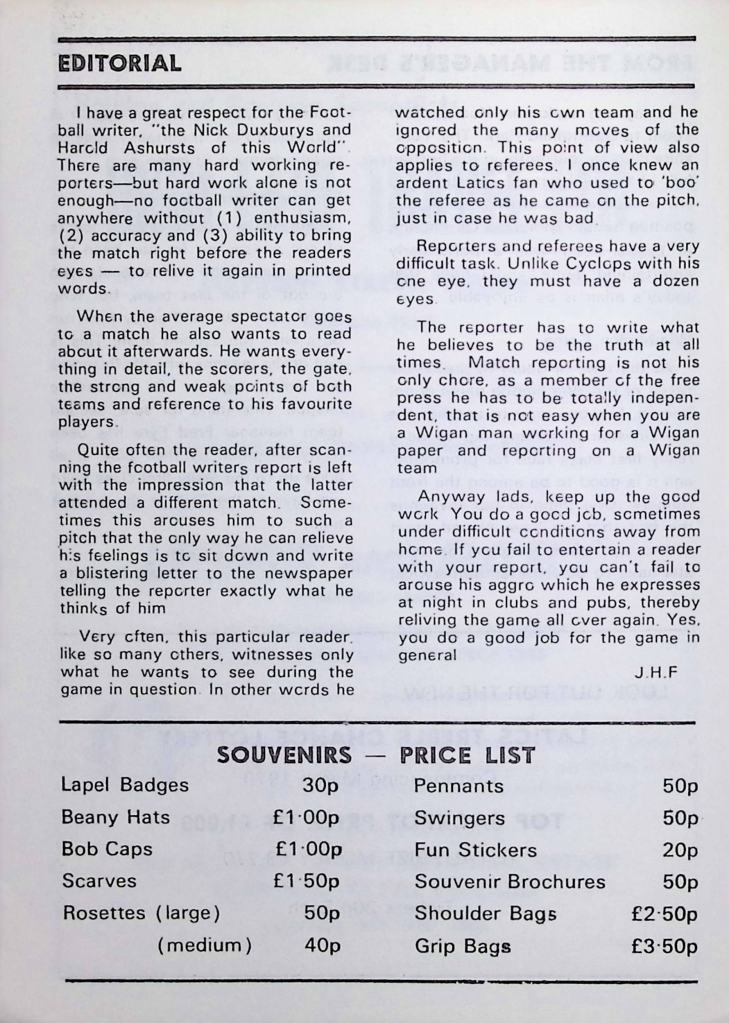 EDITORIAL
I have a great respect for the Foot-
ball writer, "the Nick Duxburys and
Harold Ashursts of this World".
There are many hard working re-
porters—but hard work alone is not
enough—no football writer can get
anywhere without (1) enthusiasm,
(2) accuracy and (3) ability to bring
the match right before the readers
eyes — to relive it again in printed
words.
When the average spectator goes
to a match he also wants to read
about it afterwards. He wants every-
thing in detail, the scorers, the gate,
the strong and weak points of both
teams and reference to his favourite
players.
Quite often the reader, after scan-
ning the football writers report is left
with the impression that the latter
attended a different match. Some-
times this arouses him to such a
pitch that the only way he can relieve
his feelings is to sit down and write
a blistering letter to the newspaper
telling the reporter exactly what he
thinks of him
Very often, this particular reader,
like so many others, witnesses only
what he wants to see during the
game in question. In other words he
watched only his own team and he
ignored the many moves of the
opposition. This point of view also
applies to referees. I once knew an
ardent Latics fan who used to 'boo'
the referee as he came on the pitch,
just in case he was bad.
Reporters and referees have a very
difficult task. Unlike Cyclops with his
one eye, they must have a dozen
eyes.
The reporter has to write what
he believes to be the truth at all
times. Match reporting is not his
only chore, as a member of the free
press he has to be totally indepen-
dent, that is not easy when you are
a Wigan man working for a Wigan
paper and reporting on a Wigan
team
Anyway lads, keep up the good
work. You do a good job, sometimes
under difficult conditions away from
home. If you fail to entertain a reader
with your report, you can't fail to
arouse his aggro which he expresses
at night in clubs and pubs, thereby
reliving the game all over again. Yes,
you do a good job for the game in
general
J.H.F
SOUVENIRS — PRICE LIST
Lapel Badges 30p
Beany Hats £1·00p
Bob Caps £1·00p
Scarves £1·50p
Rosettes (large) 50p
(medium) 40p
Pennants 50p
Swingers 50p
Fun Stickers 20p
Souvenir Brochures 50p
Shoulder Bags £2·50p
Grip Bags £3·50p